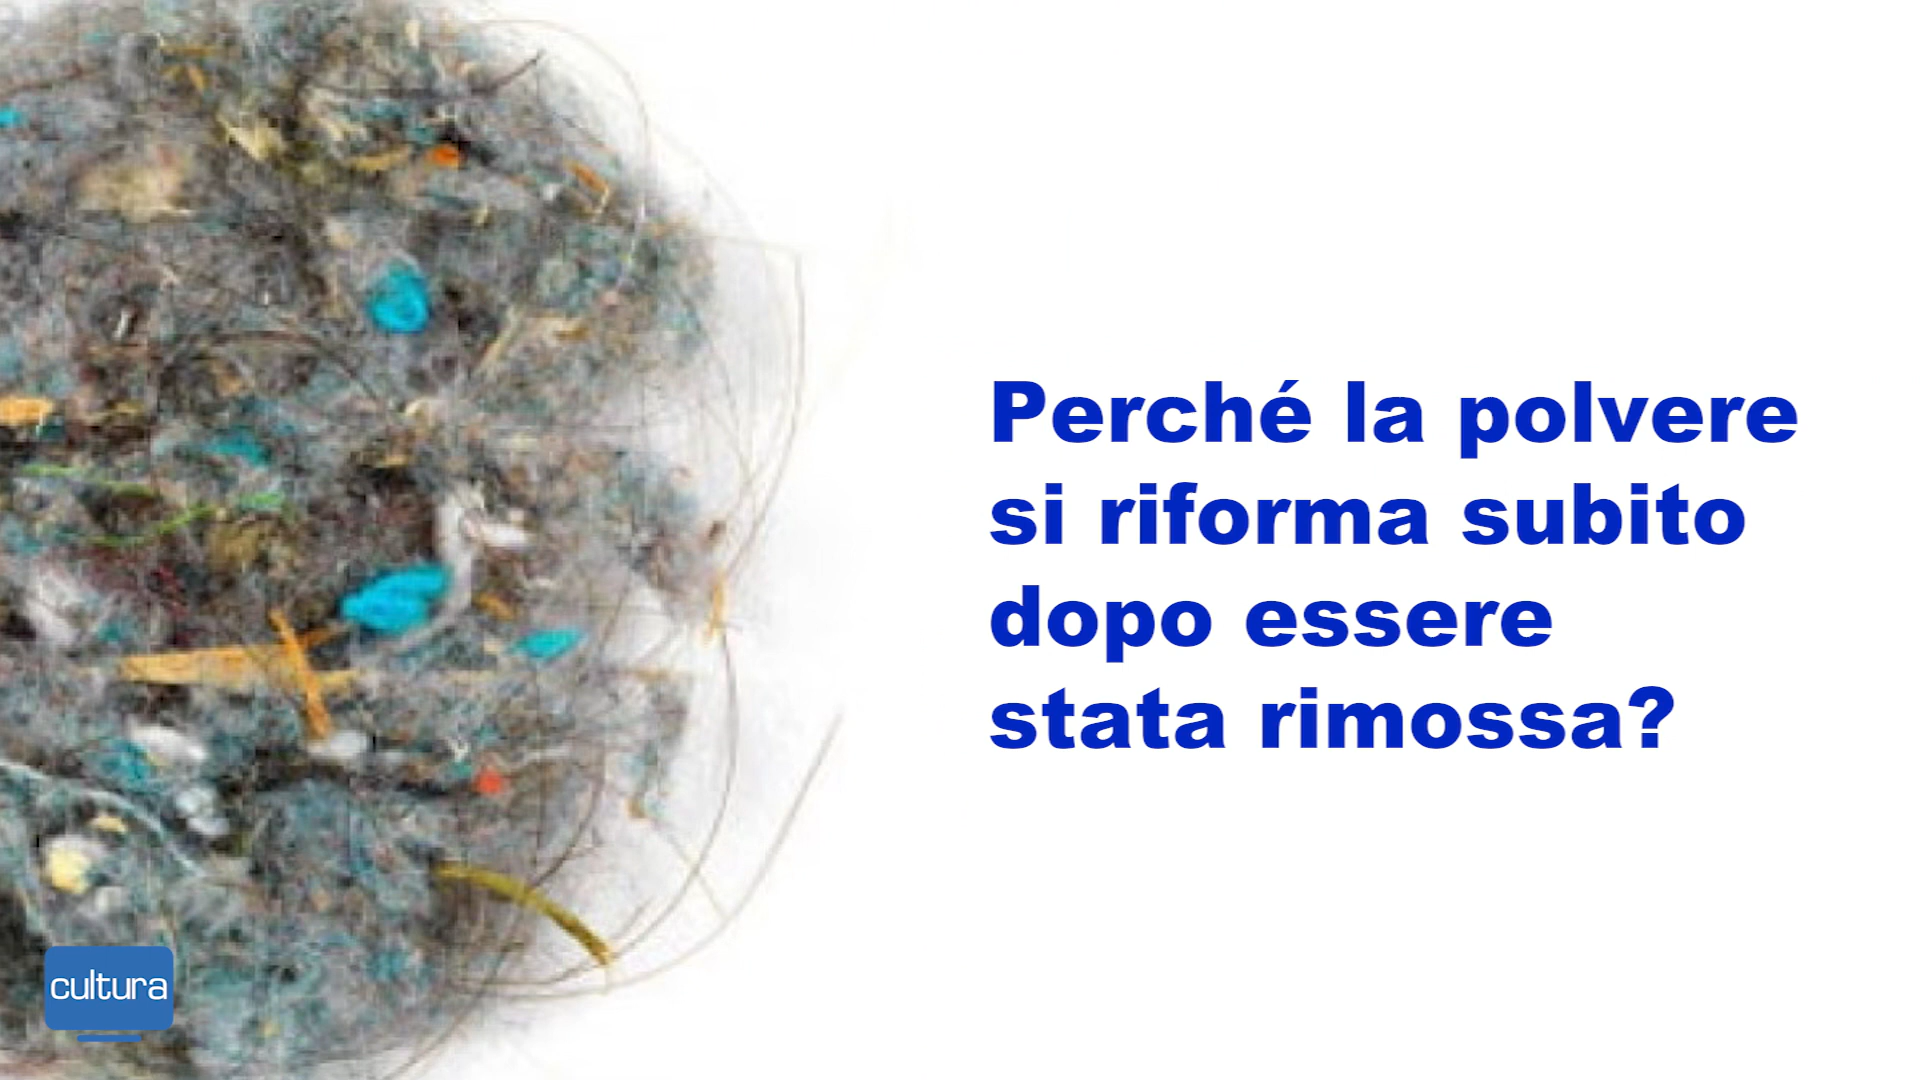 Perché la polvere
si riforma subito
dopo essere
stata rimossa?
cultura